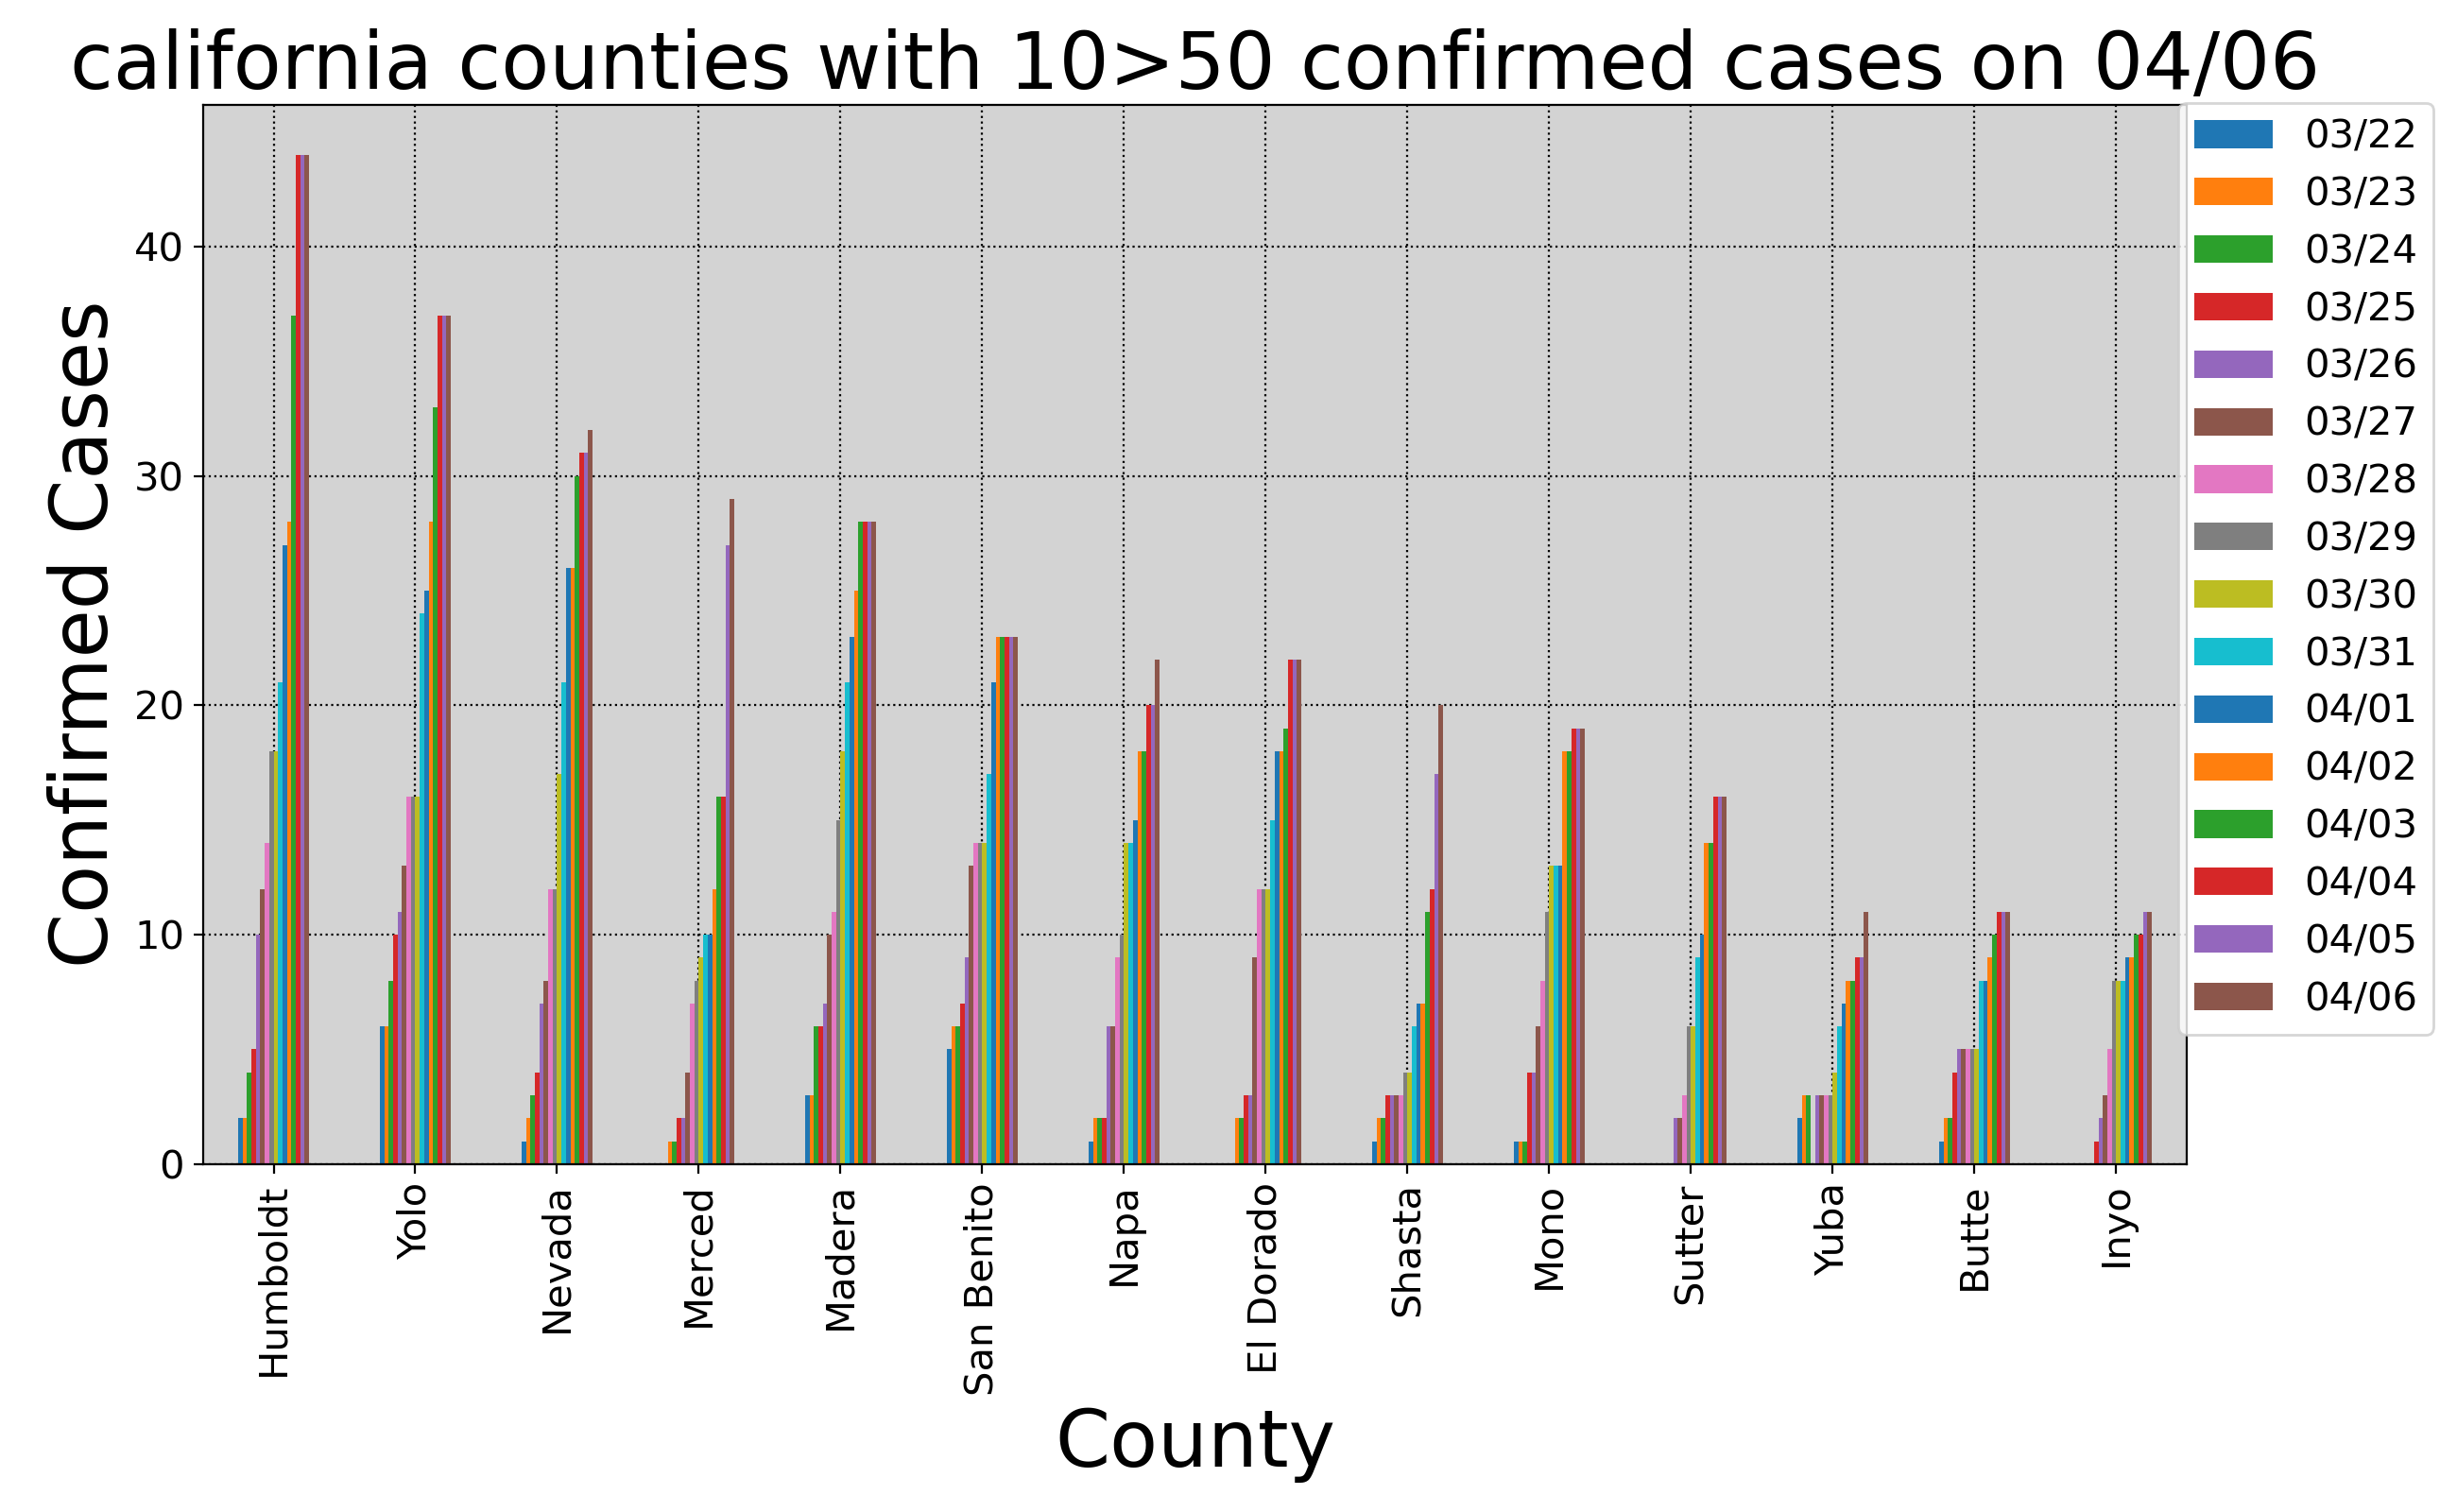 california counties with 10>50 confirmed cases on 04/06
Confirmed Cases
40
30
20
10
0
Humboldt
Yolo
Nevada
Merced
Madera
San Benito
Napa
El Dorado
Shasta
Mono
Sutter
Yuba
Butte
Inyo
County
03/22
03/23
03/24
03/25
03/26
03/27
03/28
03/29
03/30
03/31
04/01
04/02
04/03
04/04
04/05
04/06